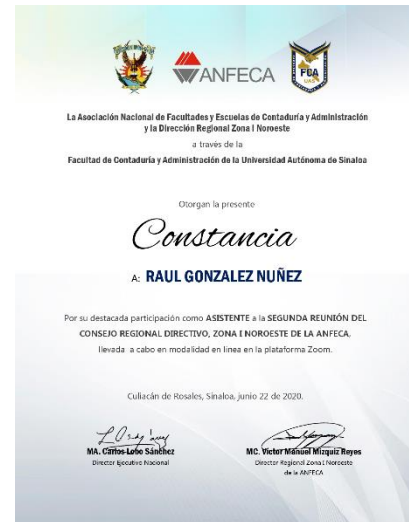 ANFECA
FCA
UAS
La Asociación Nacional de Facultades y Escuelas de Contaduría y Administración
y la Dirección Regional Zona I Noroeste
a través de la
Facultad de Contaduría y Administración de la Universidad Autónoma de Sinaloa
Otorgan la presente
Constancia
A: RAUL GONZALEZ NUÑEZ
Por su destacada participación como ASISTENTE a la SEGUNDA REUNIÓN DEL
CONSEJO REGIONAL DIRECTIVO, ZONA I NOROESTE DE LA ANFECA,
llevada a cabo en modalidad en línea en la plataforma Zoom.
Culiacán de Rosales, Sinaloa, junio 22 de 2020.
MA. Carlos Lobo Sánchez
Director Ejecutivo Nacional
MC. Víctor Manuel Mizquiz Reyes
Director Regional Zona I Noroeste
de la ANFECA